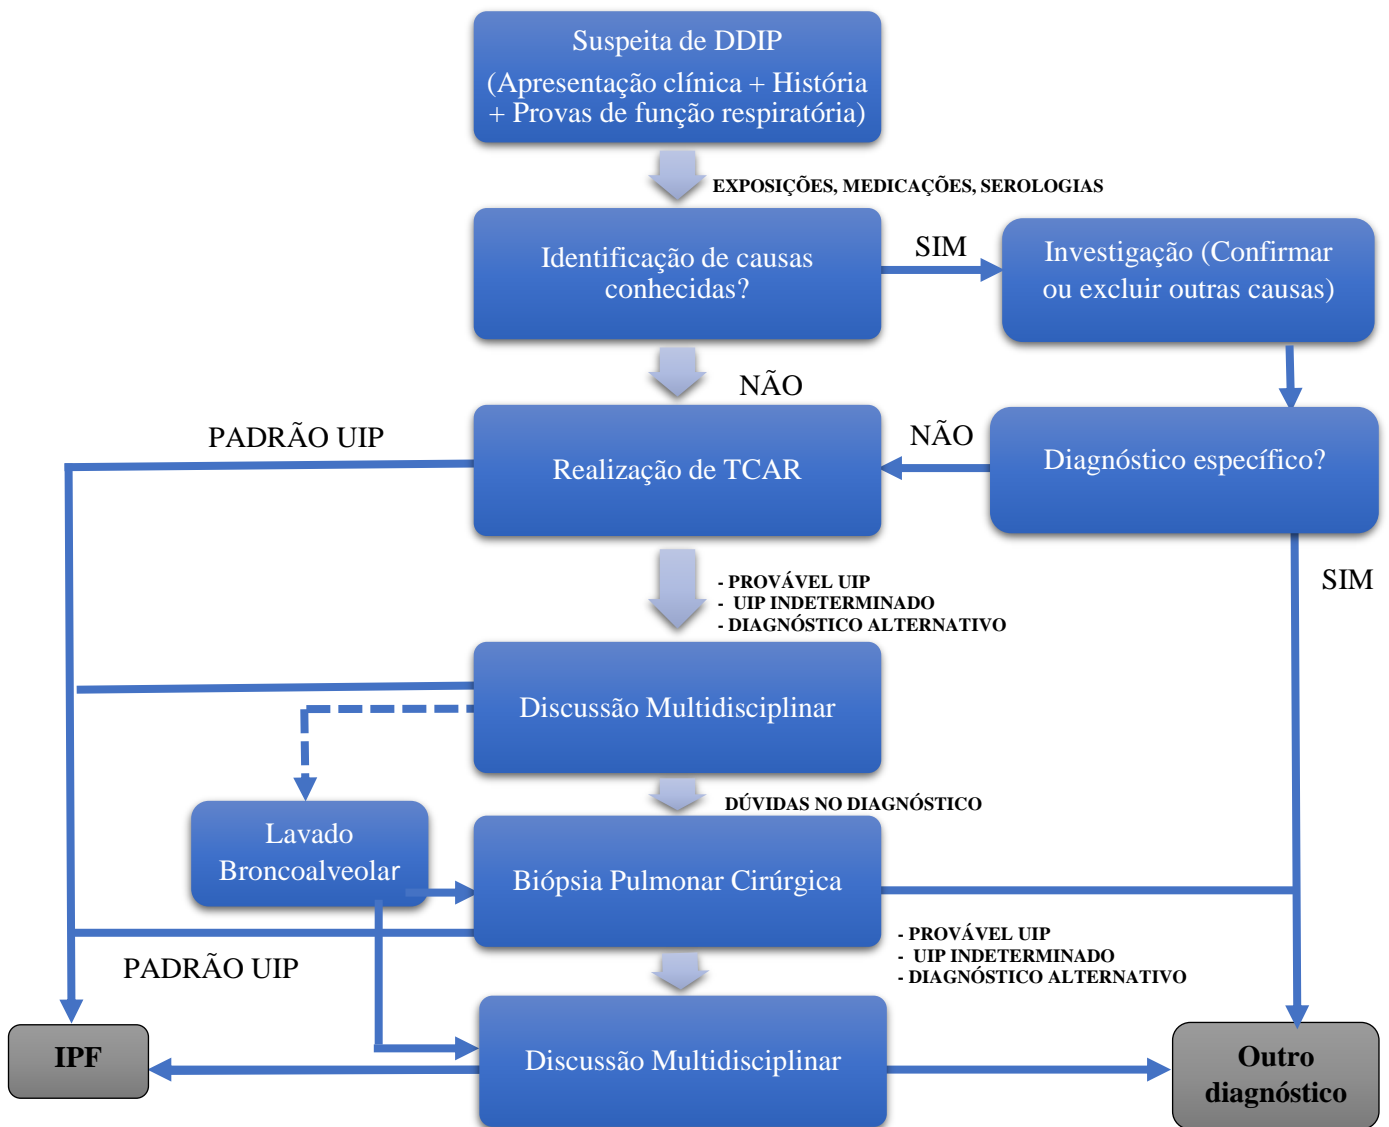 Suspeita de DDIP
(Apresentação clínica + História
+ Provas de função respiratória)
EXPOSIÇÕES, MEDICAÇÕES, SEROLOGIAS
Identificação de causas
conhecidas?
SIM
Investigação (Confirmar
ou excluir outras causas)
NÃO
PADRÃO UIP
Realização de TCAR
NÃO
Diagnóstico específico?
SIM
- PROVÁVEL UIP
- UIP INDETERMINADO
- DIAGNÓSTICO ALTERNATIVO
Discussão Multidisciplinar
DÚVIDAS NO DIAGNÓSTICO
Lavado
Broncoalveolar
Biópsia Pulmonar Cirúrgica
PADRÃO UIP
- PROVÁVEL UIP
- UIP INDETERMINADO
- DIAGNÓSTICO ALTERNATIVO
IPF
Discussão Multidisciplinar
Outro
diagnóstico